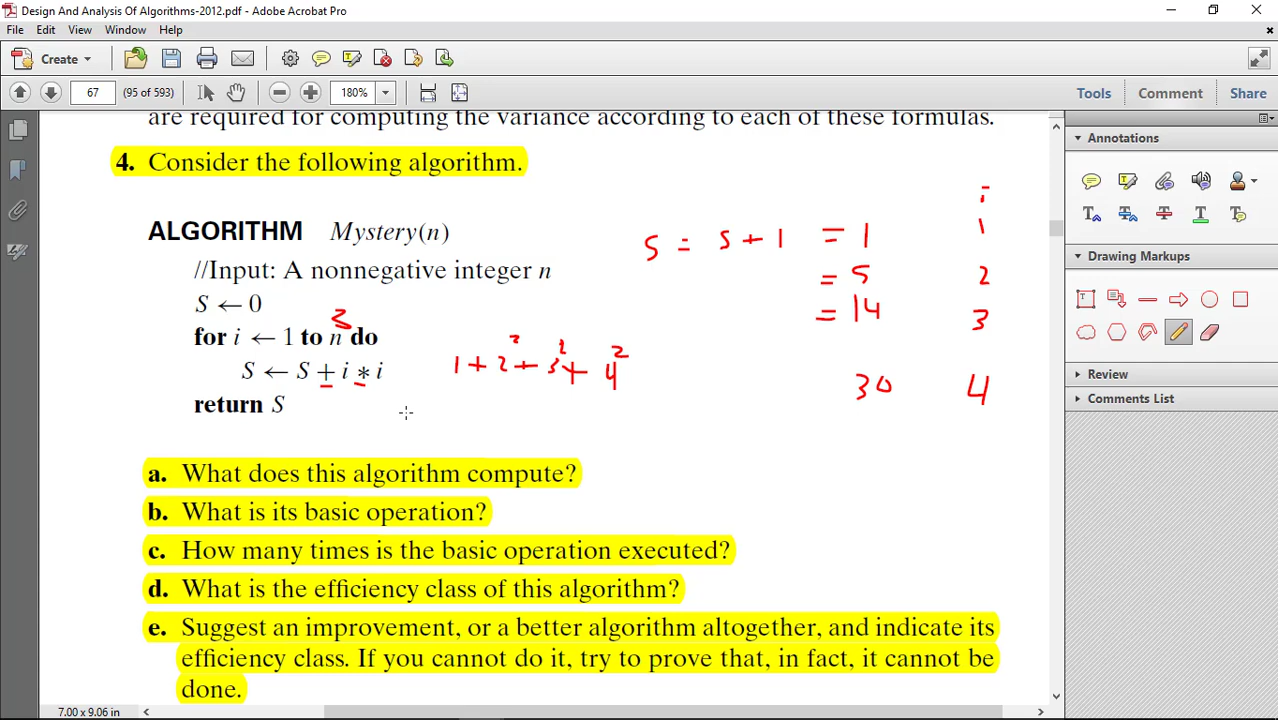 Design And Analysis Of Algorithms-2012.pdf - Adobe Acrobat Pro
File Edit View Window Help
Create
67 (95 of 593) 180% Tools Comment Share
are required for computing the variance according to each of these formulas.
4. Consider the following algorithm.
ALGORITHM Mystery(n)
//Input: A nonnegative integer n
S ← 0
for i ← 1 to n do
S ← S + i ∗ i
return S
3
1 + 2² + 3² + 4²
i
S = S + 1 = 1 1
= 5 2
= 14 3
30 4
a. What does this algorithm compute?
b. What is its basic operation?
c. How many times is the basic operation executed?
d. What is the efficiency class of this algorithm?
e. Suggest an improvement, or a better algorithm altogether, and indicate its
efficiency class. If you cannot do it, try to prove that, in fact, it cannot be
done.
7.00 x 9.06 in
Annotations
Drawing Markups
Review
Comments List